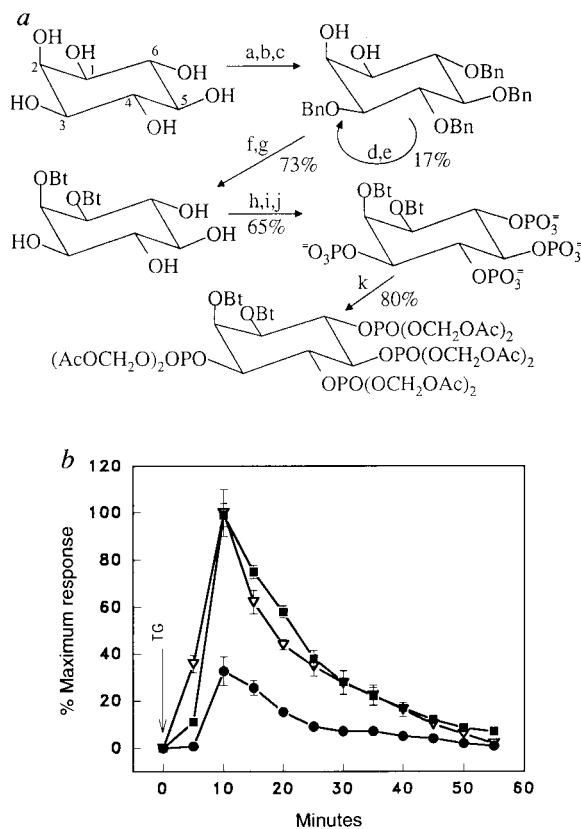 a
OH OH 6 a,b,c OH OH
2 1 OH
HO 3 4 5 OH OBn
OH BnO OBn
OBn
f,g d,e
OBt 73% 17%
OBt OH h,i,j OBt
HO OH 65% OBt OPO₃⁼
OH ⁼O₃PO OPO₃⁼
k OPO₃⁼
OBt 80%
OBt OPO(OCH₂OAc)₂
(AcOCH₂O)₂OPO OPO(OCH₂OAc)₂
OPO(OCH₂OAc)₂
b
120
100
80
60
40
20
0
% Maximum response
TG
0 10 20 30 40 50 60
Minutes